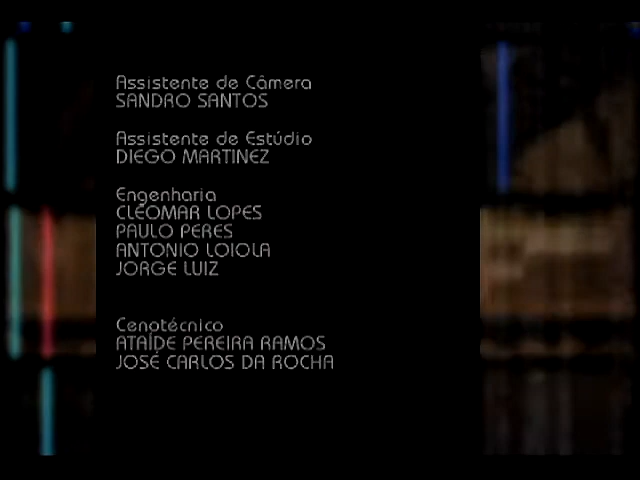 Assistente de Câmera
SANDRO SANTOS
Assistente de Estúdio
DIEGO MARTINEZ
Engenharia
CLEOMAR LOPES
PAULO PERES
ANTONIO LOIOLA
JORGE LUIZ
Cenotécnico
ATAÍDE PEREIRA RAMOS
JOSÉ CARLOS DA ROCHA